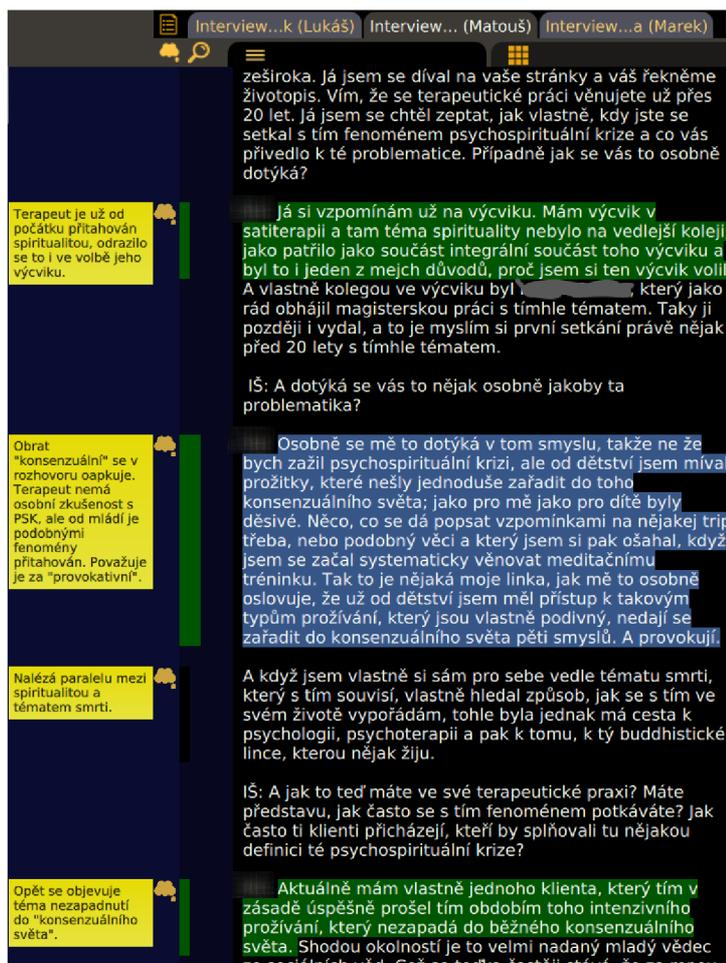 Interview...k (Lukáš) Interview... (Matouš) Interview...a (Marek)
zeširoka. Já jsem se díval na vaše stránky a váš řekněme
životopis. Vím, že se terapeutické práci věnujete už přes
20 let. Já jsem se chtěl zeptat, jak vlastně, kdy jste se
setkal s tím fenoménem psychospirituální krize a co vás
přivedlo k té problematice. Případně jak se vás to osobně
dotýká?
Terapeut je už od
počátku přitahován
spiritualitou, odrazilo
se to i ve volbě jeho
výcviku.
Já si vzpomínám už na výcviku. Mám výcvik v
satiterapii a tam téma spirituality nebylo na vedlejší koleji
jako patřilo jako součást integrální součást toho výcviku a
byl to i jeden z mejch důvodů, proč jsem si ten výcvik volil
A vlastně kolegou ve výcviku byl , který jako
rád obhájil magisterskou práci s tímhle tématem. Taky ji
později i vydal, a to je myslím si první setkání právě nějak
před 20 lety s tímhle tématem.
IŠ: A dotýká se vás to nějak osobně jakoby ta
problematika?
Obrat
"konsenzuální" se v
rozhovoru oapkuje.
Terapeut nemá
osobní zkušenost s
PSK, ale od mládí je
podobnými
fenomény
přitahován. Považuje
je za "provokativní".
Osobně se mě to dotýká v tom smyslu, takže ne že
bych zažil psychospirituální krizi, ale od dětství jsem míval
prožitky, které nešly jednoduše zařadit do toho
konsenzuálního světa; jako pro mě jako pro dítě byly
děsivé. Něco, co se dá popsat vzpomínkami na nějakej trip
třeba, nebo podobný věci a který jsem si pak ošahal, když
jsem se začal systematicky věnovat meditačnímu
tréninku. Tak to je nějaká moje linka, jak mě to osobně
oslovuje, že už od dětství jsem měl přístup k takovým
typům prožívání, který jsou vlastně podivný, nedají se
zařadit do konsenzuálního světa pěti smyslů. A provokují.
Nalézá paralelu mezi
spiritualitou a
tématem smrti.
A když jsem vlastně si sám pro sebe vedle tématu smrti,
který s tím souvisí, vlastně hledal způsob, jak se s tím ve
svém životě vypořádám, tohle byla jednak má cesta k
psychologii, psychoterapii a pak k tomu, k tý buddhistické
lince, kterou nějak žiju.
IŠ: A jak to teď máte ve své terapeutické praxi? Máte
představu, jak často se s tím fenoménem potkáváte? Jak
často ti klienti přicházejí, kteří by splňovali tu nějakou
definici té psychospirituální krize?
Opět se objevuje
téma nezapadnutí
do "konsenzuálního
světa".
Aktuálně mám vlastně jednoho klienta, který tím v
zásadě úspěšně prošel tím obdobím toho intenzivního
prožívání, který nezapadá do běžného konsenzuálního
světa. Shodou okolností je to velmi nadaný mladý vědec